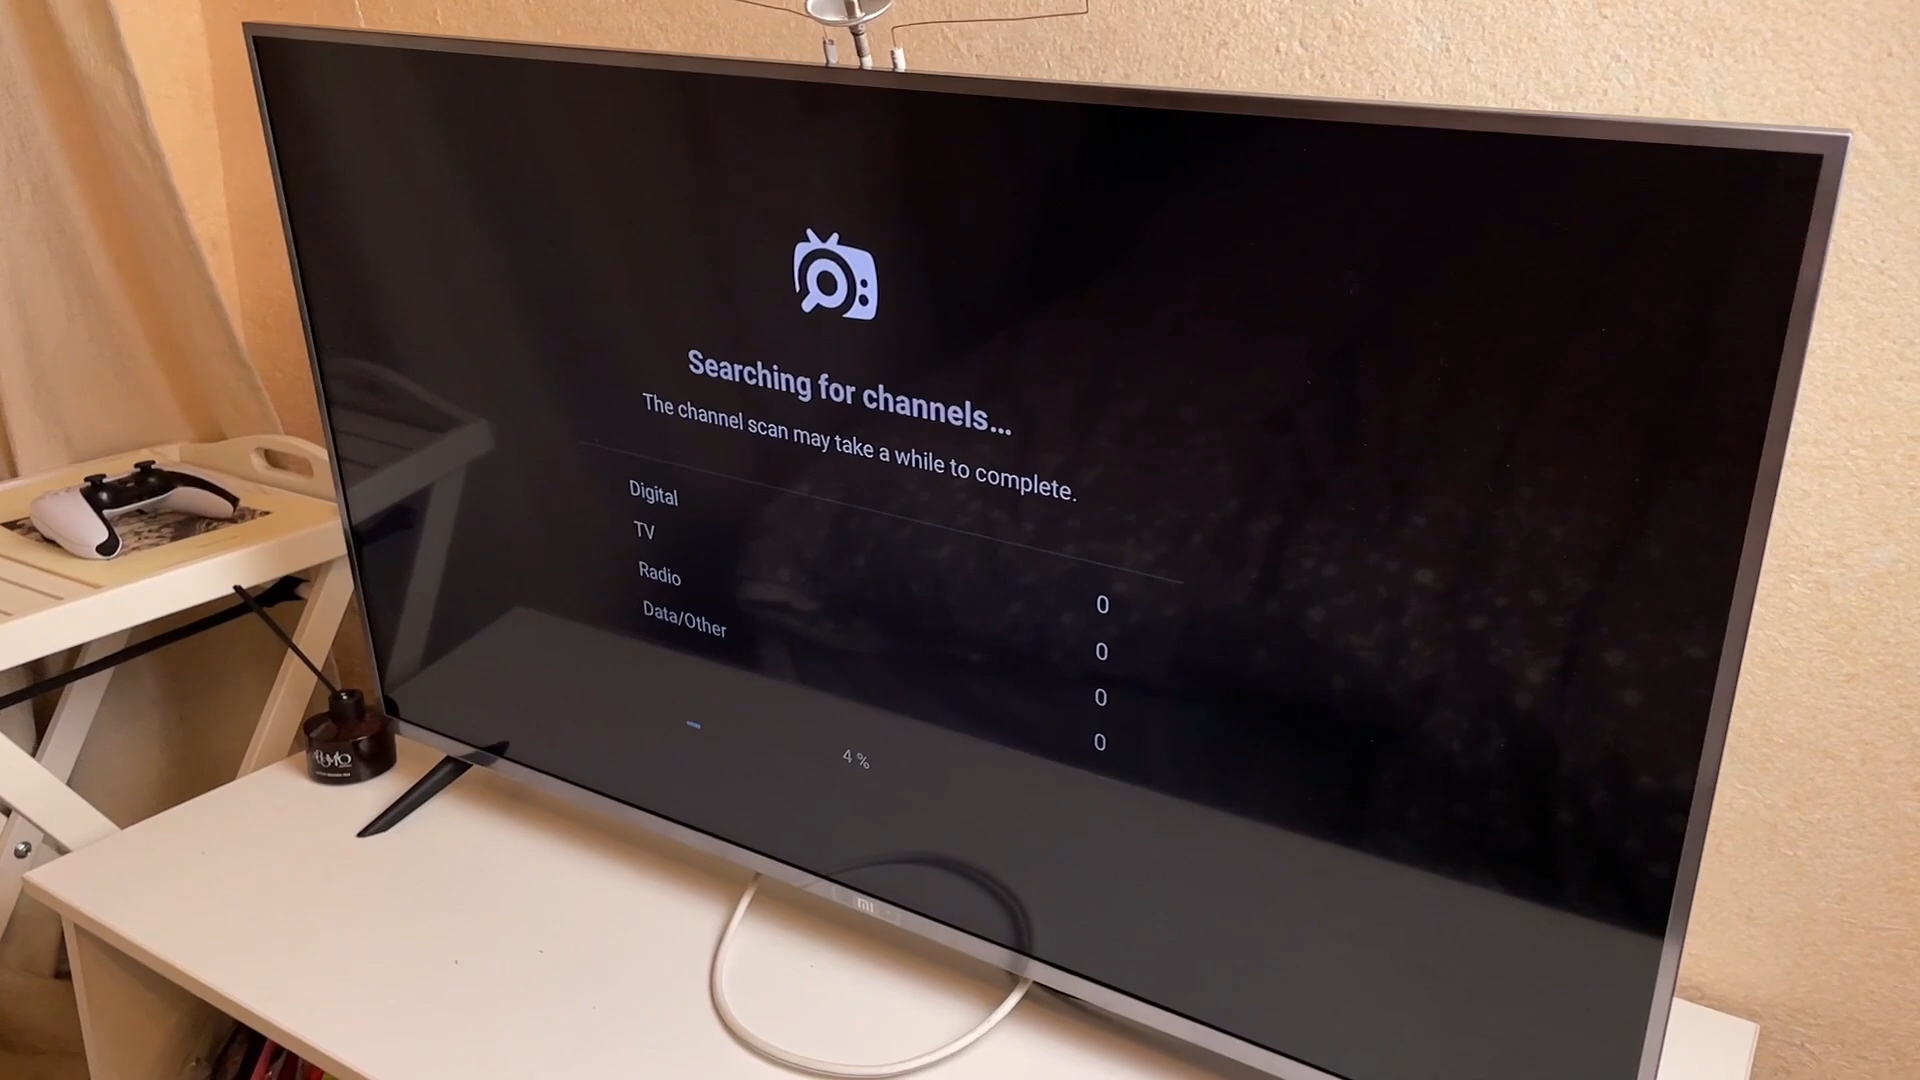 Searching for channels...
The channel scan may take a while to complete.
Digital 0
TV 0
Radio 0
Data/Other 0
4 %
mi